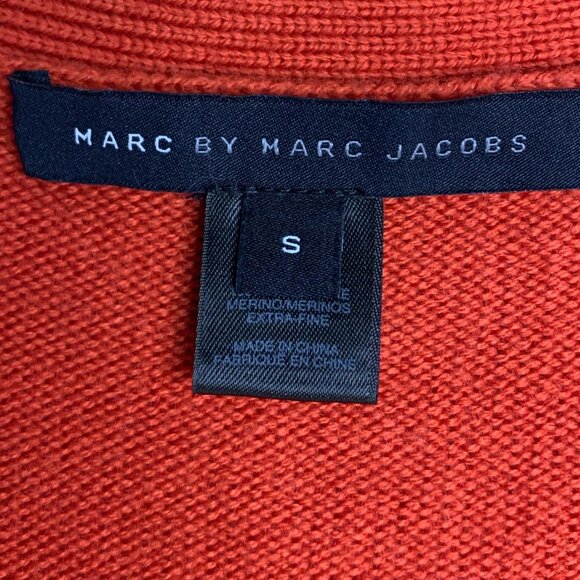 MARC BY MARC JACOBS
S
MERINO/MERINOS
EXTRA-FINE
MADE IN CHINA
FABRIQUE EN CHINE